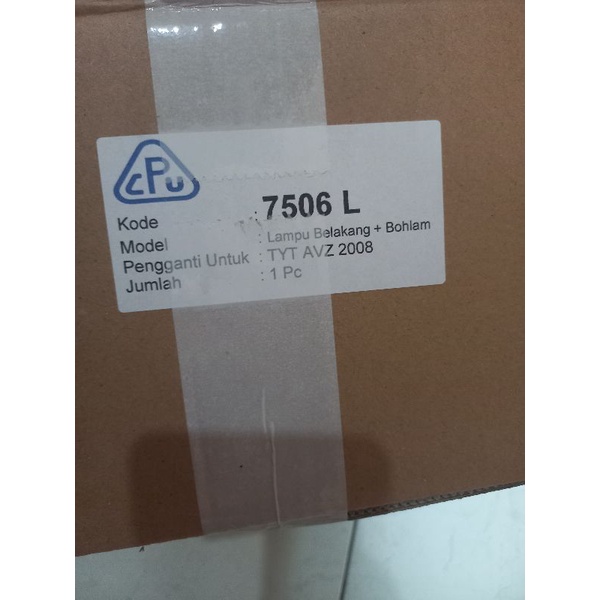 CPU
Kode : 7506 L
Model : Lampu Belakang + Bohlam
Pengganti Untuk : TYT AVZ 2008
Jumlah : 1 Pc